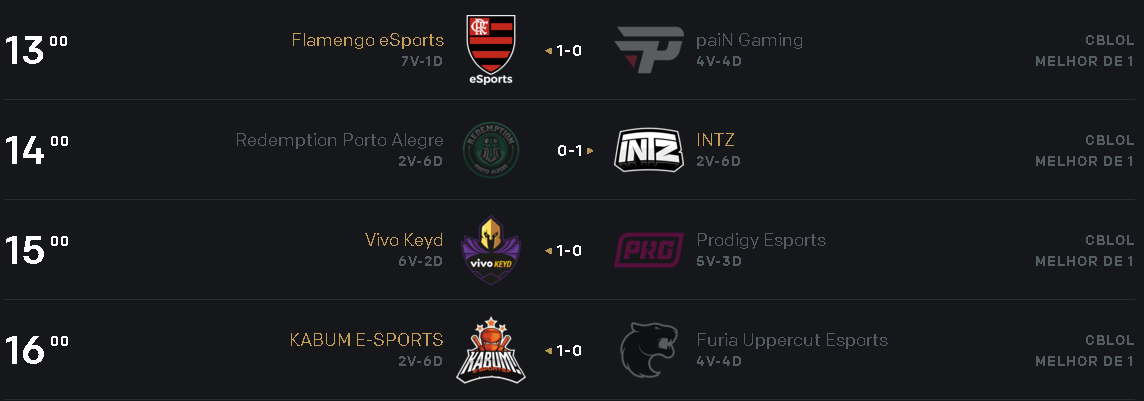 13 00
Flamengo eSports
7V-1D
eSports
1-0
paiN Gaming
4V-4D
CBLOL
MELHOR DE 1
14 00
Redemption Porto Alegre
2V-6D
REDEMPTION
PORTO ALEGRE
0-1
INTZ
INTZ
2V-6D
CBLOL
MELHOR DE 1
15 00
Vivo Keyd
6V-2D
vivo KEYD
1-0
PRG
Prodigy Esports
5V-3D
CBLOL
MELHOR DE 1
16 00
KABUM E-SPORTS
2V-6D
KABUM!
E-SPORTS
1-0
Furia Uppercut Esports
4V-4D
CBLOL
MELHOR DE 1